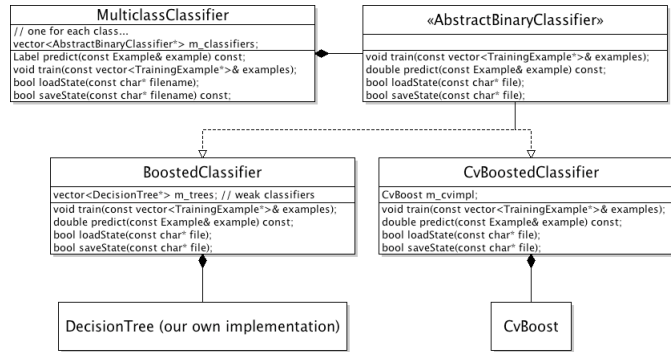 MulticlassClassifier
// one for each class...
vector<AbstractBinaryClassifier*> m_classifiers;
Label predict(const Example& example) const;
void train(const vector<TrainingExample*>& examples);
bool loadState(const char* filename);
bool saveState(const char* filename) const;
«AbstractBinaryClassifier»
void train(const vector<TrainingExample*>& examples);
double predict(const Example& example) const;
bool loadState(const char* file);
bool saveState(const char* file);
BoostedClassifier
vector<DecisionTree*> m_trees; // weak classifiers
void train(const vector<TrainingExample*>& examples);
double predict(const Example& example) const;
bool loadState(const char* file);
bool saveState(const char* file);
CvBoostedClassifier
CvBoost m_cvimpl;
void train(const vector<TrainingExample*>& examples);
double predict(const Example& example) const;
bool loadState(const char* file);
bool saveState(const char* file);
DecisionTree (our own implementation)
CvBoost